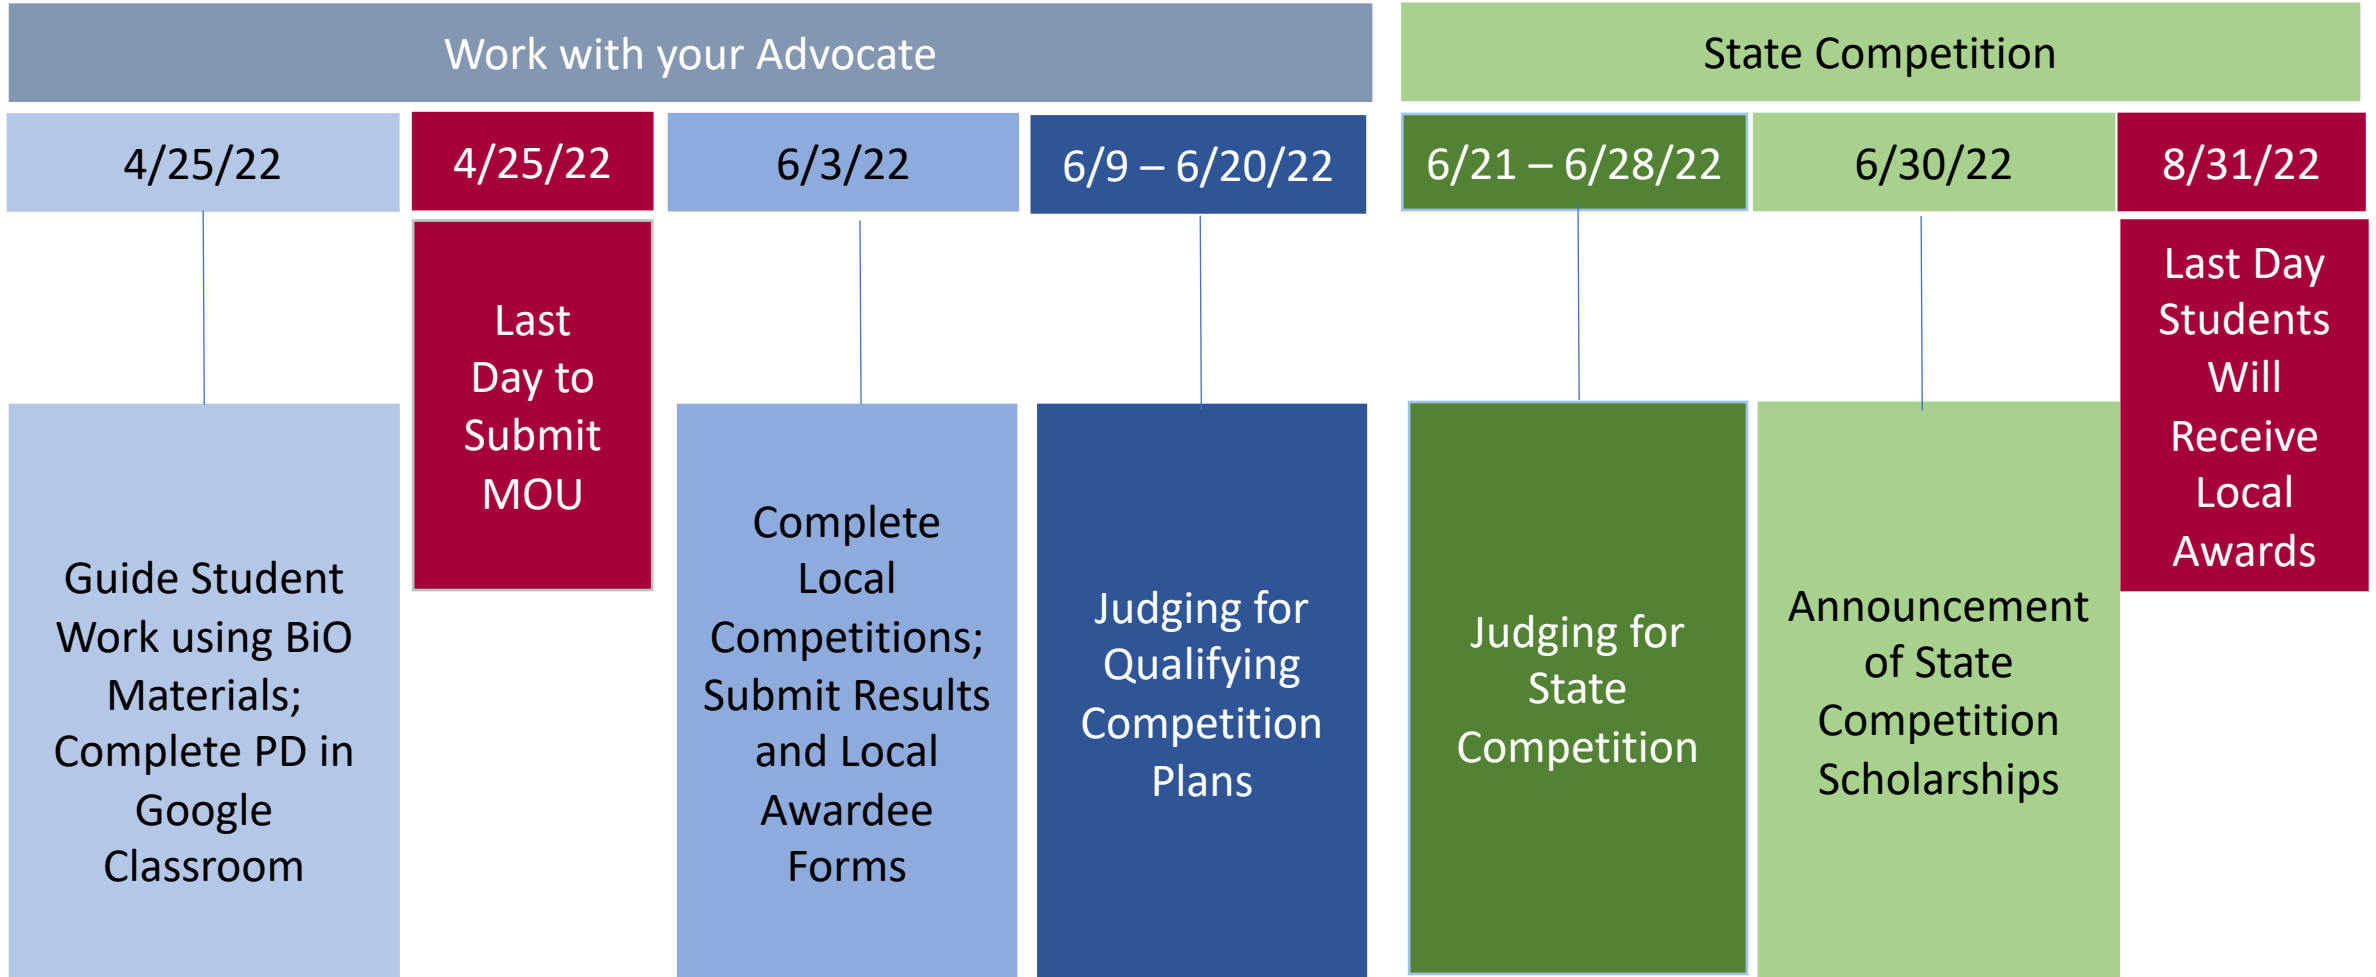 Work with your Advocate
State Competition
4/25/22
4/25/22
6/3/22
6/9 – 6/20/22
6/21 – 6/28/22
6/30/22
8/31/22
Guide Student
Work using BiO
Materials;
Complete PD in
Google
Classroom
Last
Day to
Submit
MOU
Complete
Local
Competitions;
Submit Results
and Local
Awardee
Forms
Judging for
Qualifying
Competition
Plans
Judging for
State
Competition
Announcement
of State
Competition
Scholarships
Last Day
Students
Will
Receive
Local
Awards